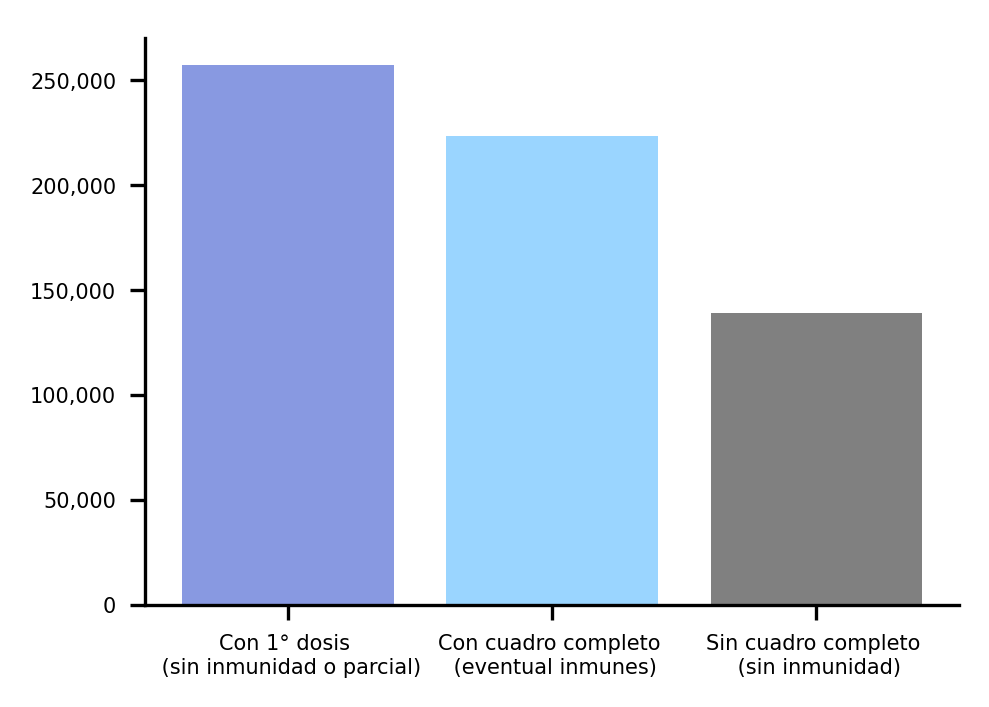 250,000
200,000
150,000
100,000
50,000
0
Con 1° dosis
(sin inmunidad o parcial)
Con cuadro completo
(eventual inmunes)
Sin cuadro completo
(sin inmunidad)